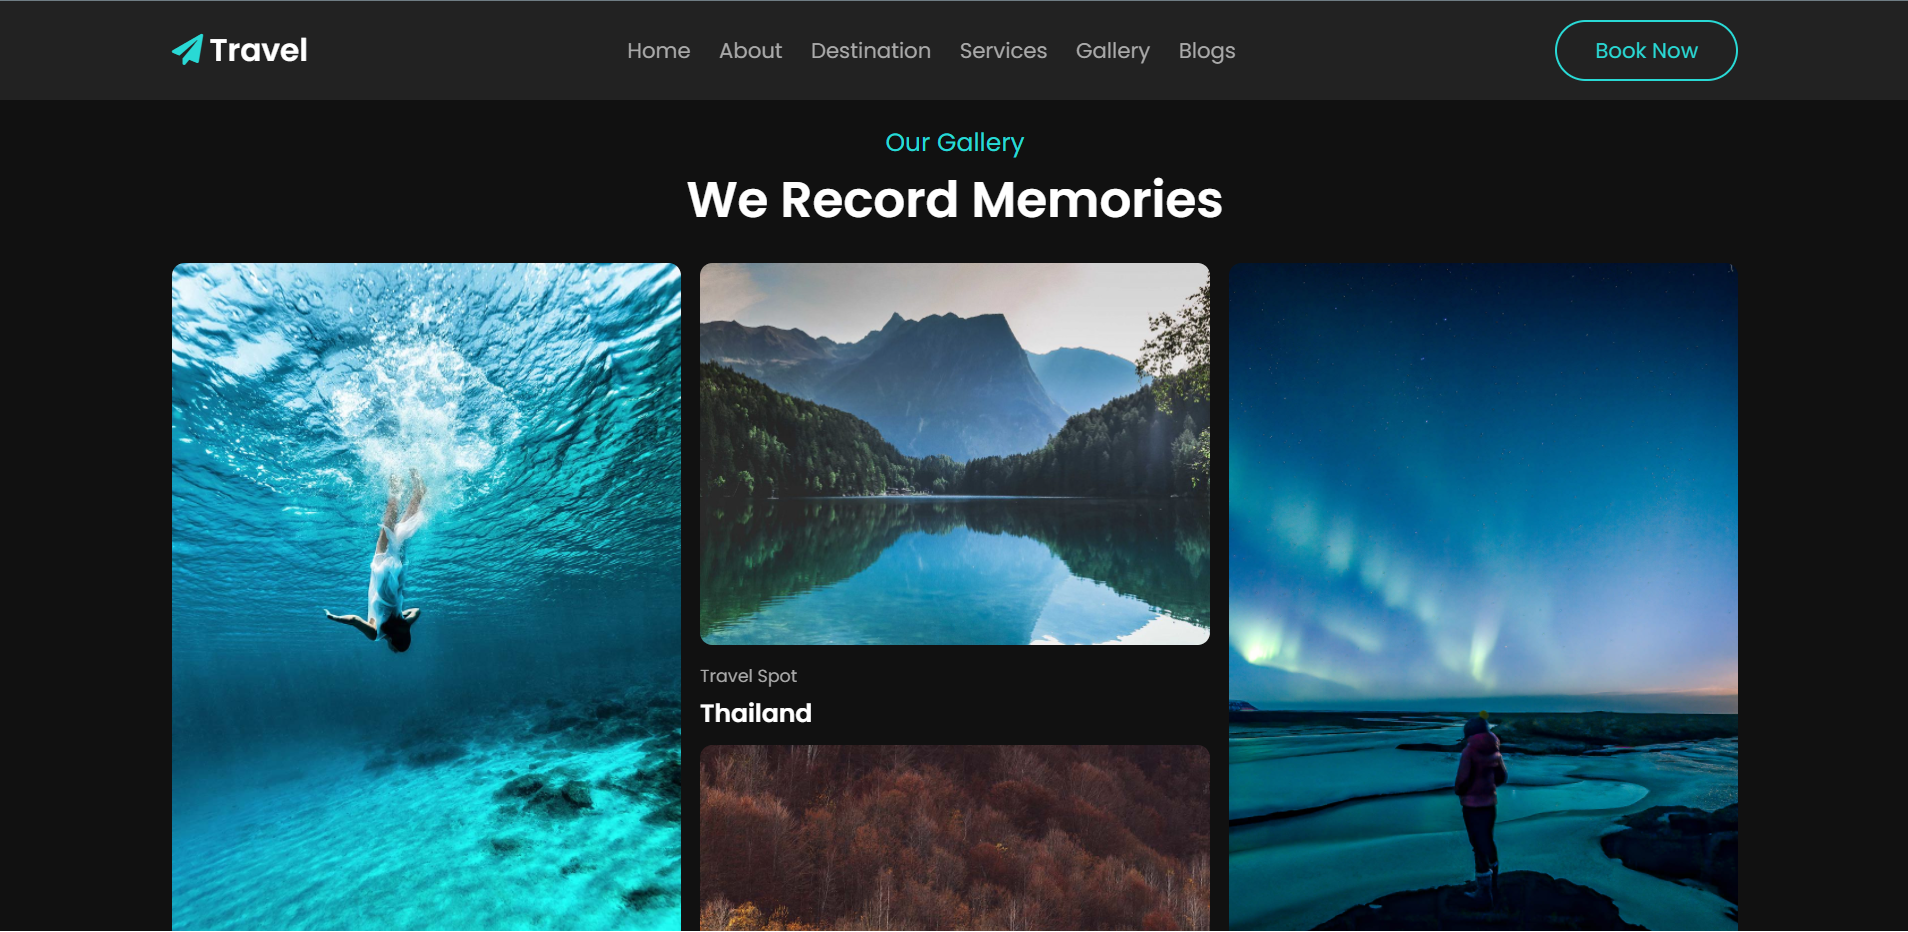 Travel
Home About Destination Services Gallery Blogs
Book Now
Our Gallery
We Record Memories
Travel Spot
Thailand